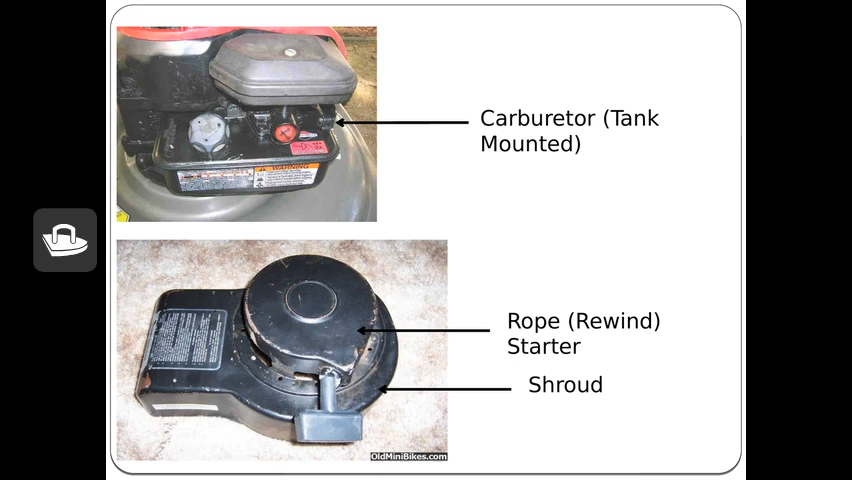 Carburetor (Tank
Mounted)
WARNING
Rope (Rewind)
Starter
Shroud
OldMiniBikes.com